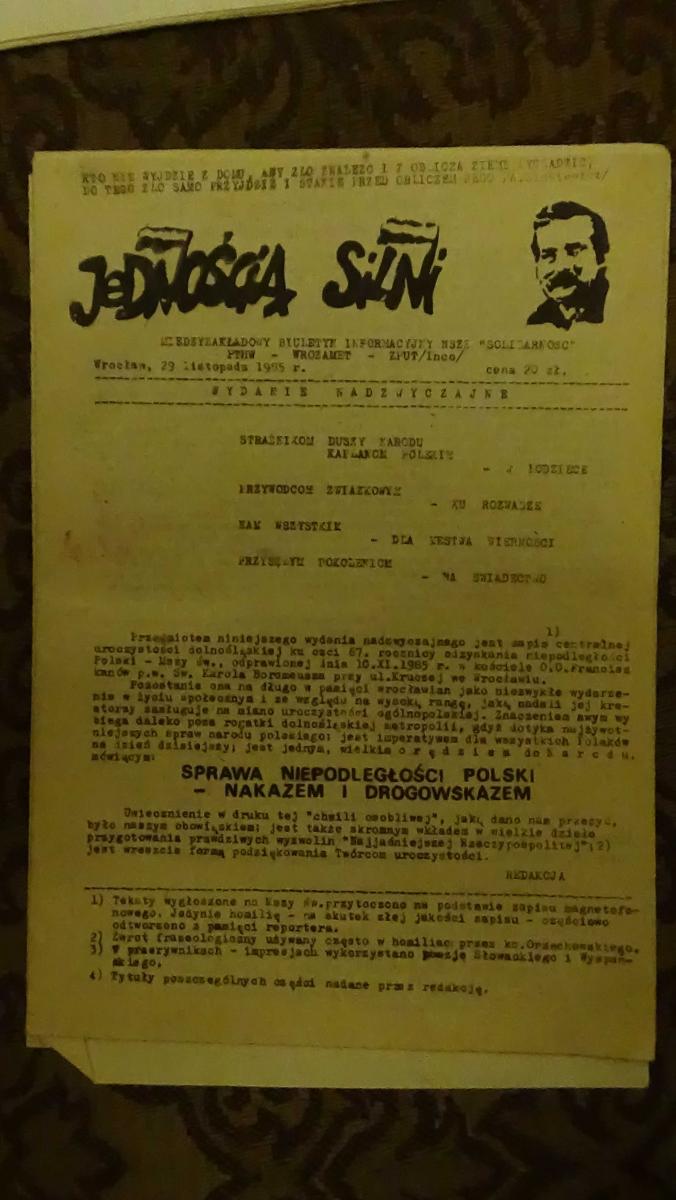 KTO NIE WYJDZIE Z DOMU, ABY ZŁO ZNALEŹĆ I Z OBLICZA ZIEMI WYGŁADZIĆ,
DO TEGO ZŁO SAMO PRZYJDZIE I STANIE PRZED OBLICZEM JEGO
JEDNOŚCIĄ SILNI
MIĘDZYZAKŁADOWY BIULETYN INFORMACYJNY NSZZ "SOLIDARNOŚĆ"
PTHW - WROZAMET - ZPUT/Inco/
Wrocław, 29 listopada 1985 r. cena 20 zł.
WYDANIE NADZWYCZAJNE
STRAŻNIKOM DUSZY NARODU
KAPŁANOM POLSKIM
- W HOŁDZIE
PRZYWÓDCOM ZWIĄZKOWYM
- KU ROZWADZE
NAM WSZYSTKIM
- DLA MĘSTWA WIERNOŚCI
PRZYSZŁYM POKOLENIOM
- NA ŚWIADECTWO
Przedmiotem niniejszego wydania nadzwyczajnego jest zapis centralnej 1)
uroczystości dolnośląskiej ku czci 67. rocznicy odzyskania niepodległości
Polski - Mszy Św., odprawionej dnia 10.XI.1985 r. w kościele O.O.Francisz
kanów p.w. Św. Karola Boromeusza przy ul.Kruczej we Wrocławiu.
Pozostanie ona na długo w pamięci wrocławian jako niezwykłe wydarze-
nie w życiu społecznym i ze względu na wysoką rangę, jaką nadali jej kre-
atorzy zasługuje na miano uroczystości ogólnopolskiej. Znaczeniem swym wy
biega daleko poza rogatki dolnośląskiej metropolii, gdyż dotyka najżywot-
niejszych spraw narodu polskiego; jest imperatywem dla wszystkich Polaków
na dzień dzisiejszy; jest jednym, wielkim orędziem do narodu,
mówiącym:
SPRAWA NIEPODLEGŁOŚCI POLSKI
- NAKAZEM I DROGOWSKAZEM
Uwiecznienie w druku tej "chwili osobliwej", jaką dano nam przeżyć,
było naszym obowiązkiem; jest także skromnym wkładem w wielkie dzieło
przygotowania prawdziwych wyzwolin "Najjaśniejszej Rzeczypospolitej";2)
jest wreszcie formą podziękowania Twórcom uroczystości.
REDAKCJA
1) Teksty wygłoszone na Mszy Św.przytoczono na podstawie zapisu magnetofo-
nowego. Jedynie homilię - na skutek złej jakości zapisu - częściowo
odtworzono z pamięci reportera.
2) Zwrot frazeologiczny używany często w homiliach przez ks.Orzechowskiego.
3) W przerywnikach - impresjach wykorzystano poezję Słowackiego i Wyspiań-
skiego.
4) Tytuły poszczególnych części nadane przez redakcję.